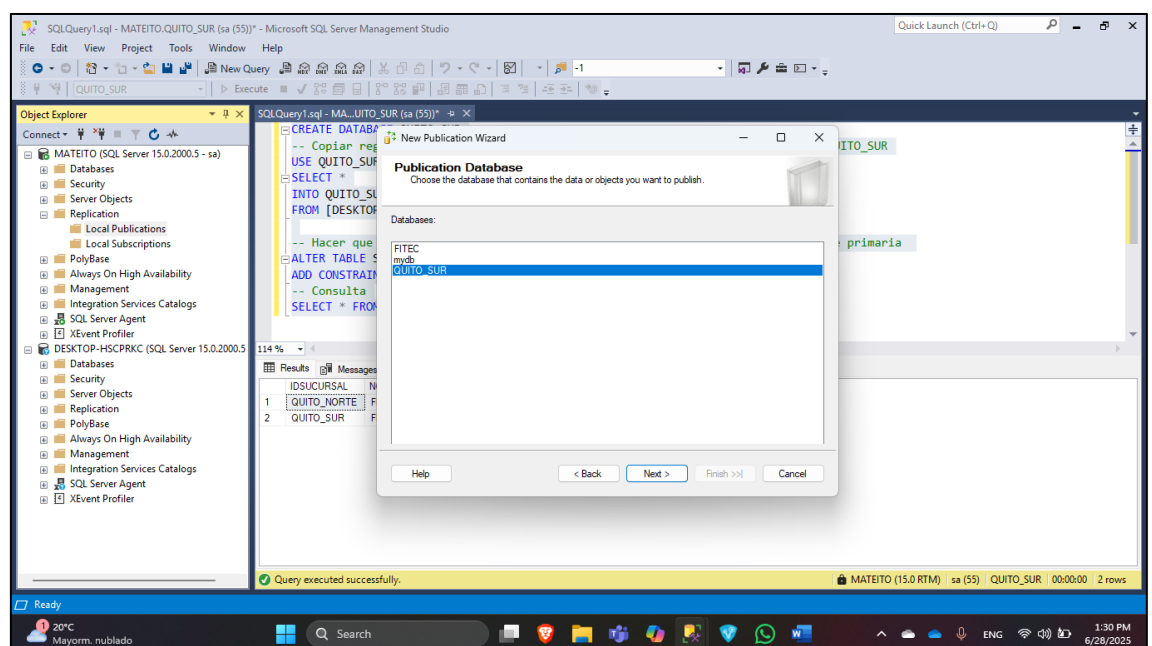 SQLQuery1.sql - MATEITO.QUITO_SUR (sa (55))* - Microsoft SQL Server Management Studio
Quick Launch (Ctrl+Q)
File Edit View Project Tools Window Help
New Query MDX DMX XMLA DAX -1
QUITO_SUR Execute
Object Explorer
SQLQuery1.sql - MA...UITO_SUR (sa (55))*
Connect
MATEITO (SQL Server 15.0.2000.5 - sa)
Databases
Security
Server Objects
Replication
Local Publications
Local Subscriptions
PolyBase
Always On High Availability
Management
Integration Services Catalogs
SQL Server Agent
XEvent Profiler
DESKTOP-HSCPRKC (SQL Server 15.0.2000.5
Databases
Security
Server Objects
Replication
PolyBase
Always On High Availability
Management
Integration Services Catalogs
SQL Server Agent
XEvent Profiler
CREATE DATABA
-- Copiar reg ITO_SUR
USE QUITO_SUR
SELECT *
INTO QUITO_SU
FROM [DESKTOP
-- Hacer que primaria
ALTER TABLE S
ADD CONSTRAIN
-- Consulta
SELECT * FROM
114 %
Results Messages
IDSUCURSAL
1 QUITO_NORTE F
2 QUITO_SUR F
New Publication Wizard
Publication Database
Choose the database that contains the data or objects you want to publish.
Databases:
FITEC
mydb
QUITO_SUR
Help < Back Next > Finish >>| Cancel
Query executed successfully. MATEITO (15.0 RTM) sa (55) QUITO_SUR 00:00:00 2 rows
Ready
1 20°C
Mayorm. nublado
Search
ENG
1:30 PM
6/28/2025